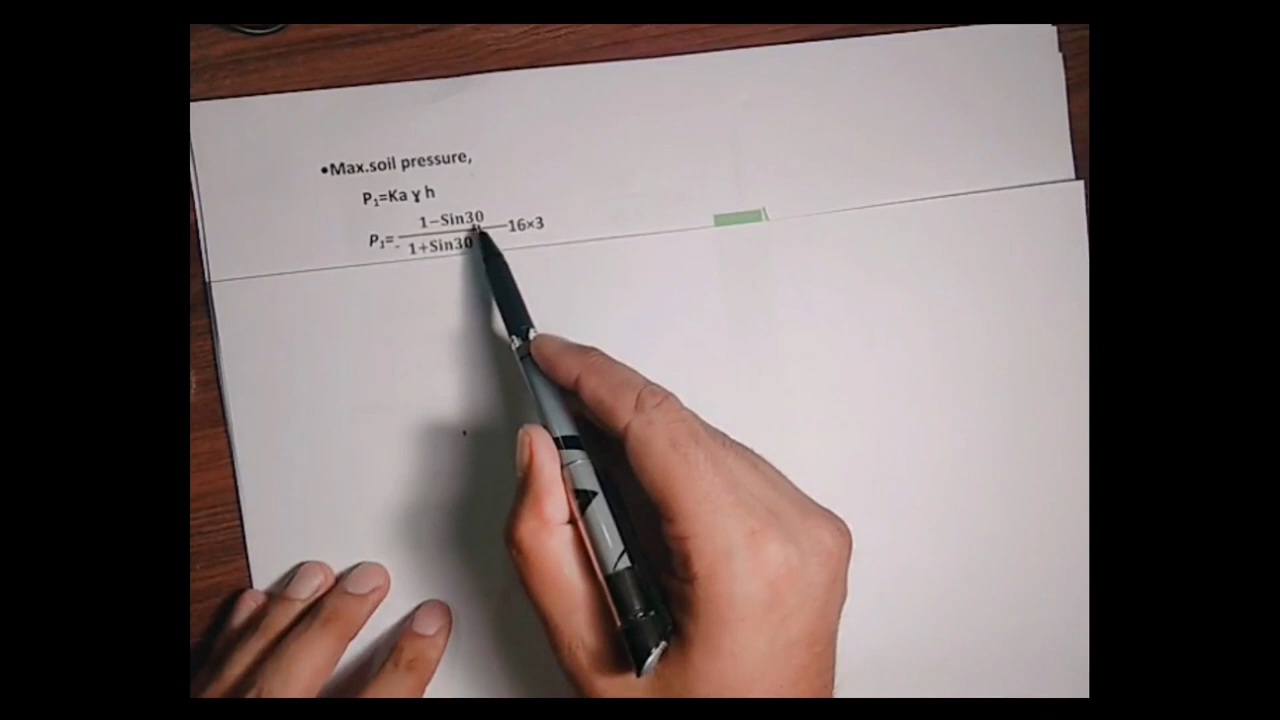 •Max.soil pressure,
P₁=Ka ɣ h
P₁= (1−Sin30)/(1+Sin30) 16×3